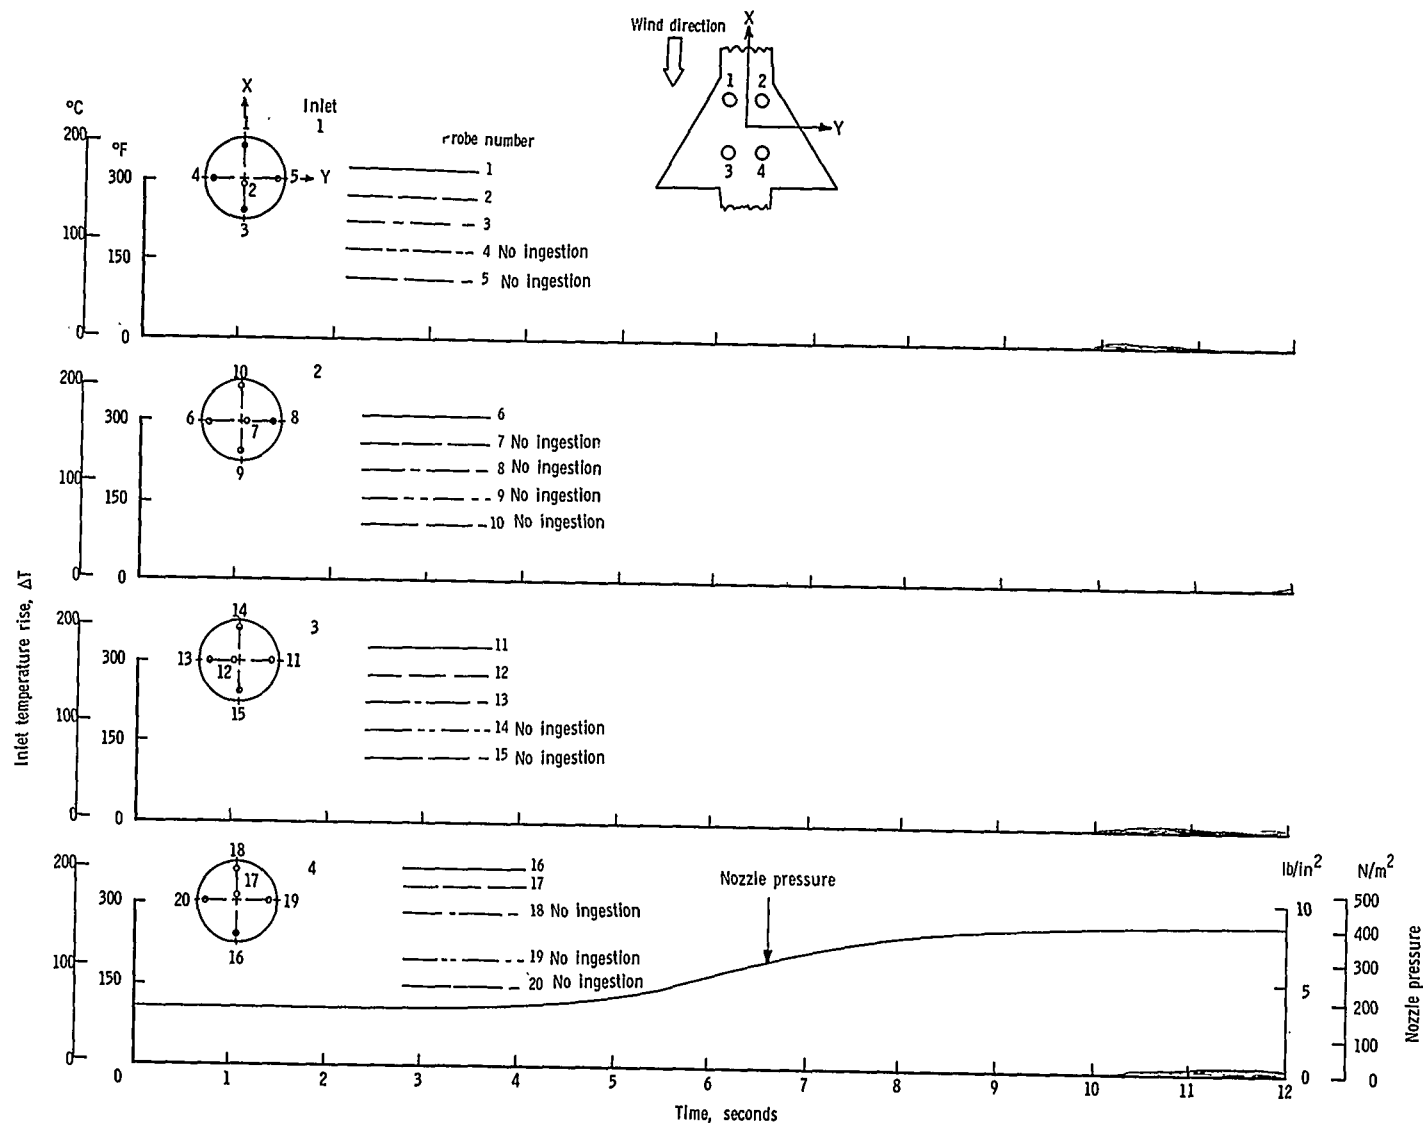 Wind direction
X
Y
1 2
3 4
°C
°F
200
100
0
300
150
0
X
Y
1
4 2 5
3
Inlet
1
Probe number
1
2
3
4 No ingestion
5 No ingestion
200
100
0
300
150
0
10
6 7 8
9
2
6
7 No ingestion
8 No ingestion
9 No ingestion
10 No ingestion
Inlet temperature rise, ΔT
200
100
0
300
150
0
14
13 12 11
15
3
11
12
13
14 No ingestion
15 No ingestion
200
100
0
300
150
0
18
20 17 19
16
4
16
17
18 No ingestion
19 No ingestion
20 No ingestion
Nozzle pressure
lb/in²
10
5
0
N/m²
500
400
300
200
100
0
Nozzle pressure
1 2 3 4 5 6 7 8 9 10 11 12
Time, seconds